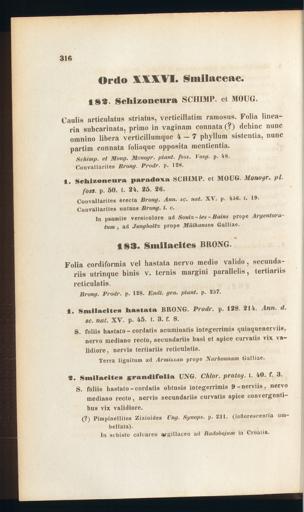 316
Ordo XXXVI. Smilaceae.
182. Schizoneura SCHIMP. et MOUG.
Caulis articulatus striatus, verticillatim ramosus. Folia linea-
ria subcarinata, primo in vaginam connata (?) dehinc nunc
omnino libera verticillumque 4 – 7 phyllum sistentia, nunc
partim connata foliaque opposita mentientia.
Schimp. et Moug. Monogr. plant. foss. Vosg. p. 48.
Convallarites Brong. Prodr. p. 128.
1. Schizoneura paradoxa SCHIMP. et MOUG. Monogr. pl.
foss. p. 50. t. 24. 25. 26.
Convallarites erecta Brong. Ann. sc. nat. XV. p. 456. t. 19.
Convallarites nutans Brong. l. c.
In psamite versicolore ad Soulz-les-Bains prope Argentora-
tum, ad Jungholtz prope Mülhausen Galliae.
183. Smilacites BRONG.
Folia cordiformia vel hastata nervo medio valido, secunda-
riis utrinque binis v. ternis margini parallelis, tertiariis
reticulatis.
Brong. Prodr. p. 128. Endl. gen. plant. p. 257.
1. Smilacites hastata BRONG. Prodr. p. 128. 214. Ann. d.
sc. nat. XV. p. 45. t. 3. f. 8.
S. foliis hastato-cordatis acuminatis integerrimis quinquenerviis,
nervo mediano recto, secundariis basi et apice curvatis vix va-
lidiore, nervis tertiariis reticulatis.
Terra lignitum ad Armissan prope Narbonnam Galliae.
2. Smilacites grandifolia UNG. Chlor. protog. t. 40. f. 3.
S. foliis hastato-cordatis obtusis integerrimis 9-nerviis, nervo
mediano recto, nervis secundariis curvatis apice convergenti-
bus vix validiore.
(?) Pimpinellites Zizioides Ung. Synops. p. 231. (inflorescentia um-
bellata).
In schisto calcareo argillaceo ad Radobojum in Croatia.